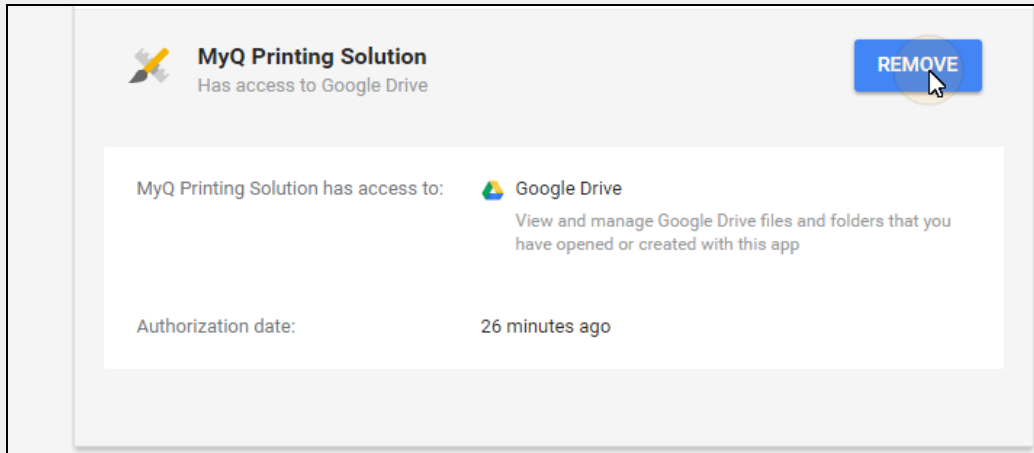 MyQ Printing Solution
Has access to Google Drive
REMOVE
MyQ Printing Solution has access to:
Google Drive
View and manage Google Drive files and folders that you
have opened or created with this app
Authorization date:
26 minutes ago